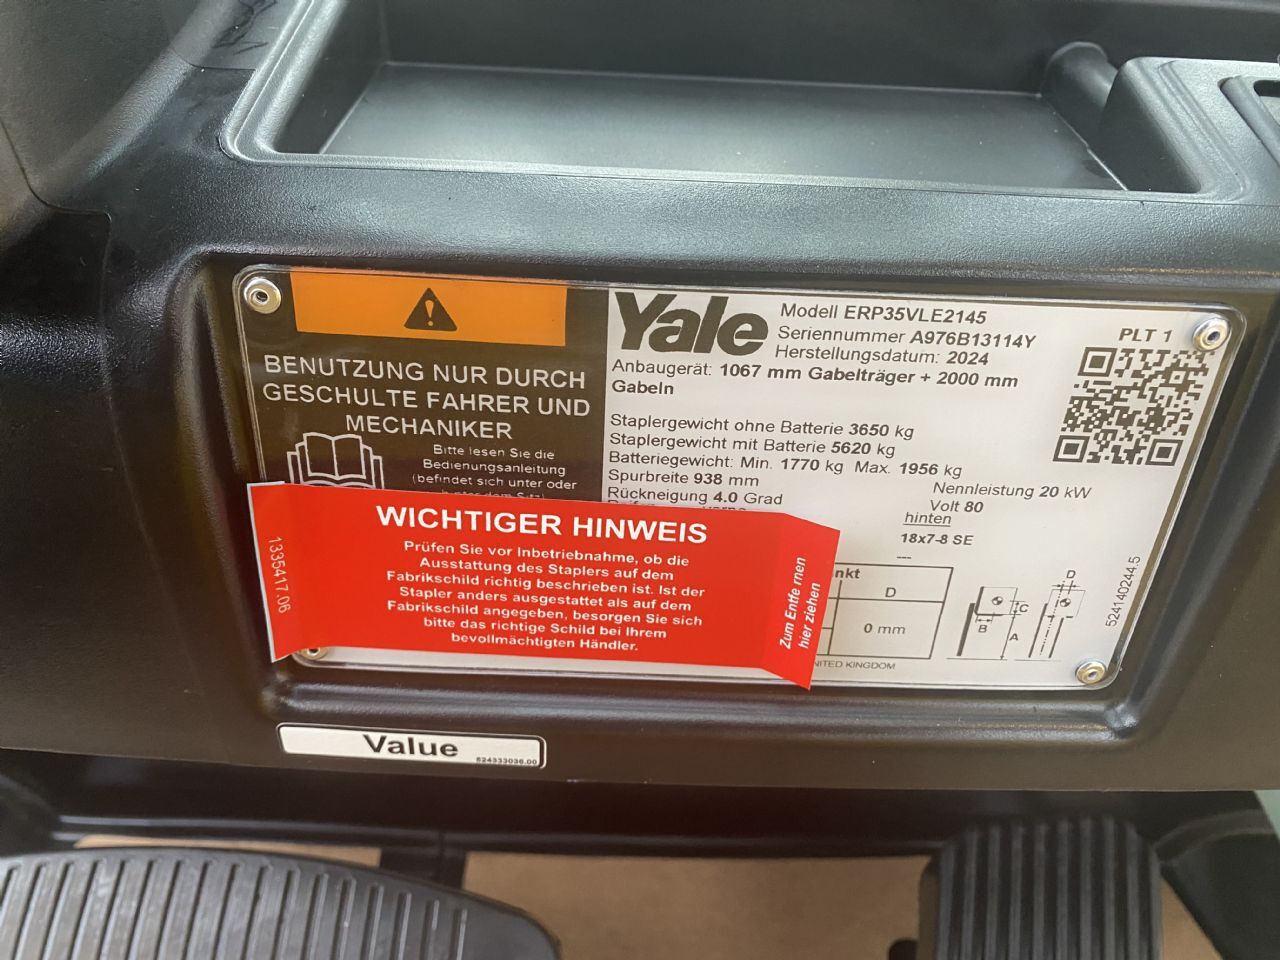 BENUTZUNG NUR DURCH
GESCHULTE FAHRER UND
MECHANIKER
Bitte lesen Sie die
Bedienungsanleitung
(befindet sich unter oder
Yale
Modell ERP35VLE2145
Seriennummer A976B13114Y
Herstellungsdatum: 2024
Anbaugerät: 1067 mm Gabelträger + 2000 mm
Gabeln
PLT 1
Staplergewicht ohne Batterie 3650 kg
Staplergewicht mit Batterie 5620 kg
Batteriegewicht: Min. 1770 kg Max. 1956 kg
Spurbreite 938 mm
Nennleistung 20 kW
Rückneigung 4.0 Grad
Volt 80
hinten
18x7-8 SE
---
nkt
D
0 mm
D
C
B
A
NITED KINGDOM
524140244.5
WICHTIGER HINWEIS
Prüfen Sie vor Inbetriebnahme, ob die
Ausstattung des Staplers auf dem
Fabrikschild richtig beschrieben ist. Ist der
Stapler anders ausgestattet als auf dem
Fabrikschild angegeben, besorgen Sie sich
bitte das richtige Schild bei Ihrem
bevollmächtigten Händler.
1335417.06
Zum Entfe rnen
hier ziehen
Value
524333036.00